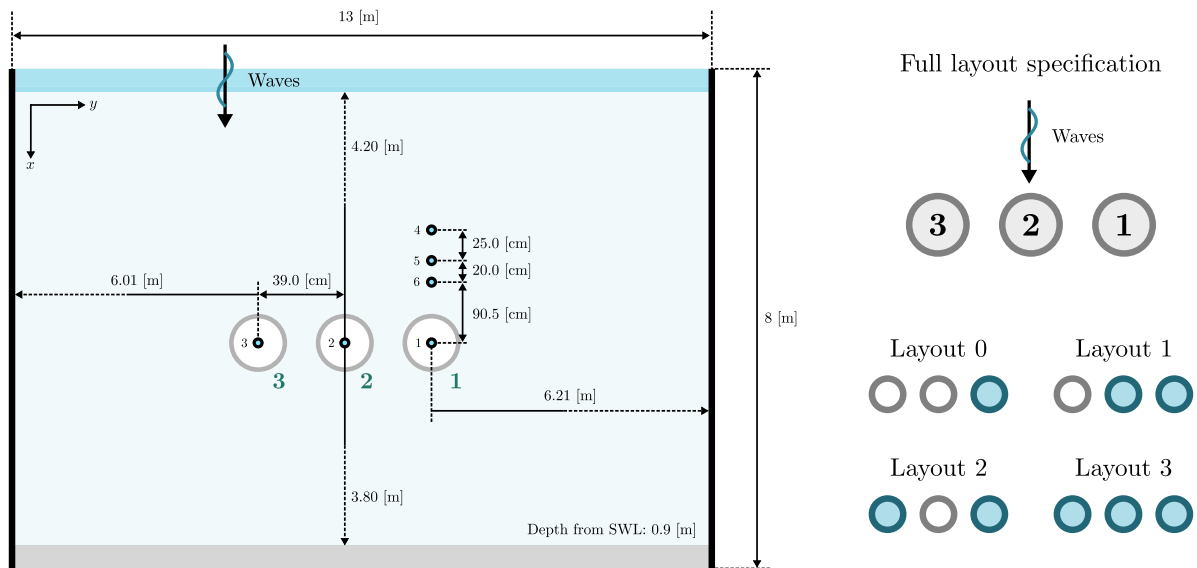 13 [m]
Waves
y
x
4.20 [m]
4
25.0 [cm]
5
20.0 [cm]
6
6.01 [m]
39.0 [cm]
90.5 [cm]
8 [m]
3
2
1
3
2
1
6.21 [m]
3.80 [m]
Depth from SWL: 0.9 [m]
Full layout specification
Waves
3
2
1
Layout 0
Layout 1
Layout 2
Layout 3